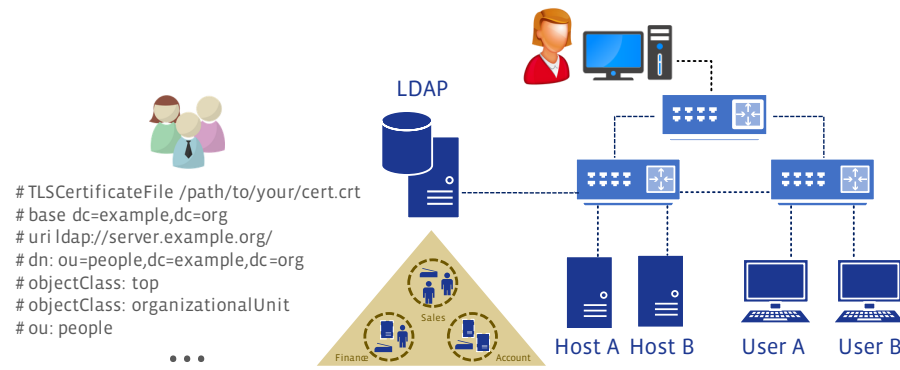 LDAP
# TLSCertificateFile /path/to/your/cert.crt
# base dc=example,dc=org
# uri ldap://server.example.org/
# dn: ou=people,dc=example,dc=org
# objectClass: top
# objectClass: organizationalUnit
# ou: people
...
Sales
Finance
Account
Host A
Host B
User A
User B